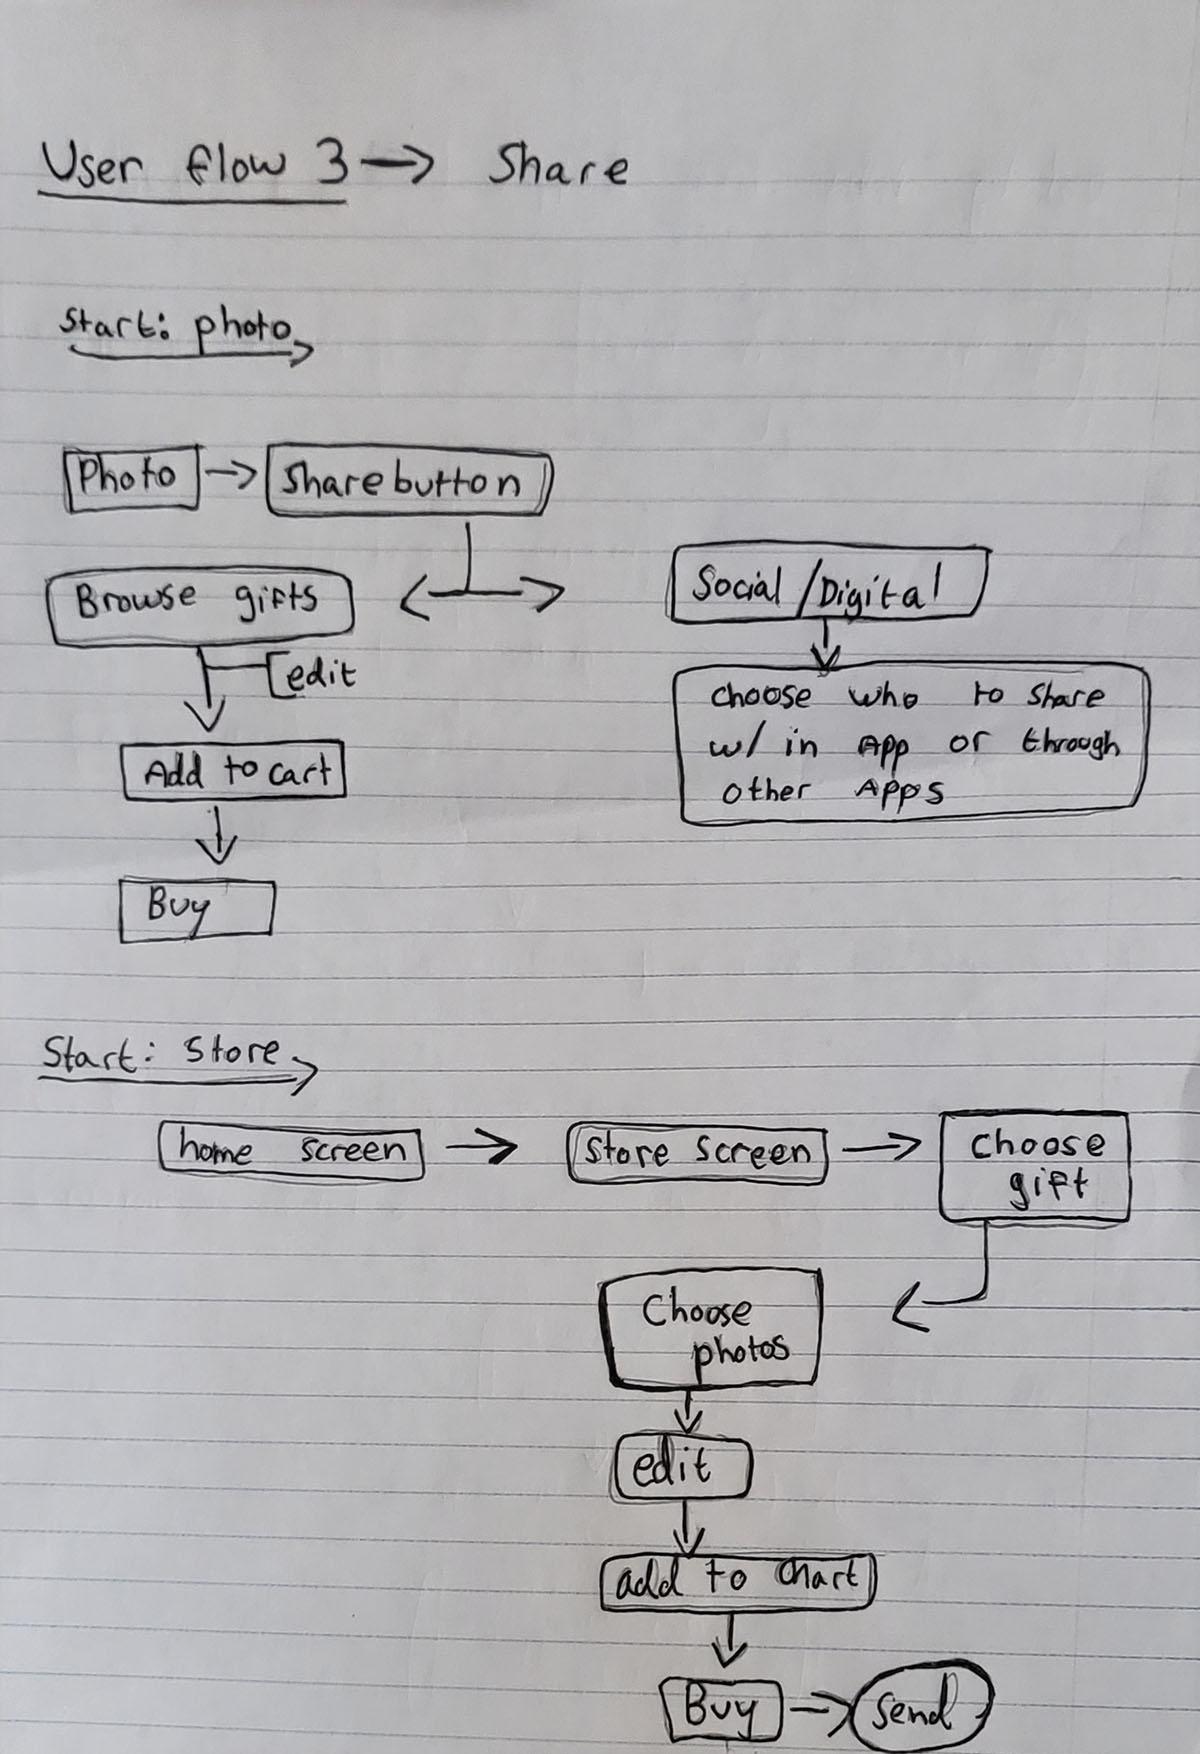 User flow 3 → Share
Start: photo
Photo → Share button
Browse gifts
Social/Digital
edit
Choose who to share
w/ in App or through
other Apps
Add to cart
Buy
Start: Store
home screen → Store screen → Choose
gift
Choose
photos
edit
add to chart
Buy → Send